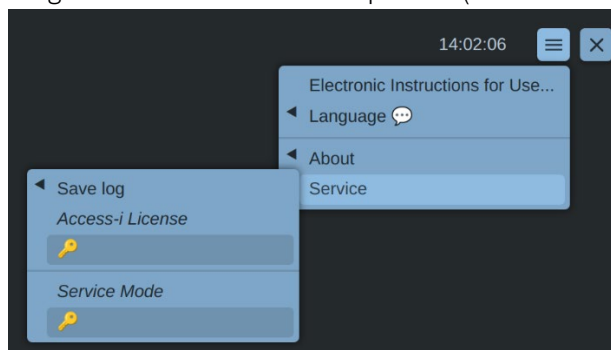 14:02:06
Electronic Instructions for Use...
Language
About
Service
Save log
Access-i License
Service Mode